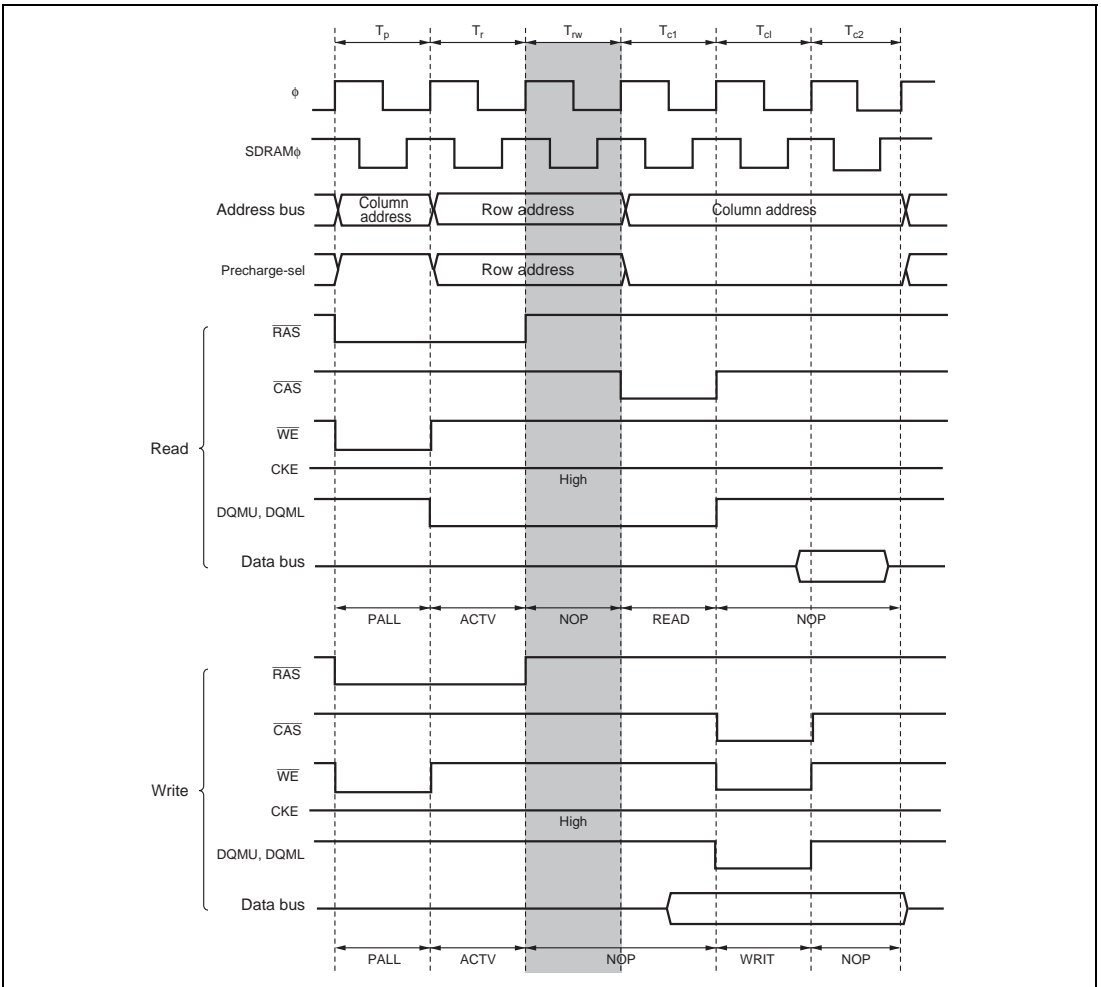 Tp Tr Trw Tc1 Tcl Tc2
ϕ
SDRAMϕ
Address bus Column address Row address Column address
Precharge-sel Row address
Read
RAS
CAS
WE
CKE High
DQMU, DQML
Data bus
PALL ACTV NOP READ NOP
Write
RAS
CAS
WE
CKE High
DQMU, DQML
Data bus
PALL ACTV NOP WRIT NOP